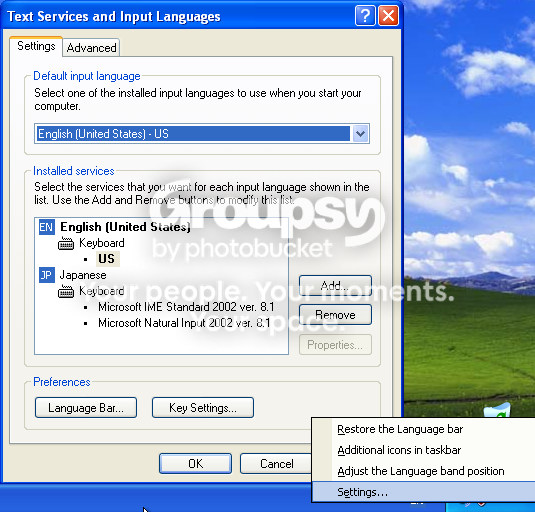 Text Services and Input Languages
Settings
Advanced
Default input language
Select one of the installed input languages to use when you start your
computer.
English (United States) - US
Installed services
Select the services that you want for each input language shown in the
list. Use the Add and Remove buttons to modify this list.
EN English (United States)
Keyboard
• US
JP Japanese
Keyboard
• Microsoft IME Standard 2002 ver. 8.1
• Microsoft Natural Input 2002 ver. 8.1
Add...
Remove
Properties...
Groupsy
by photobucket
Your people. Your moments.
Your space.
Preferences
Language Bar...
Key Settings...
OK
Cancel
Restore the Language bar
Additional icons in taskbar
Adjust the Language band position
Settings...